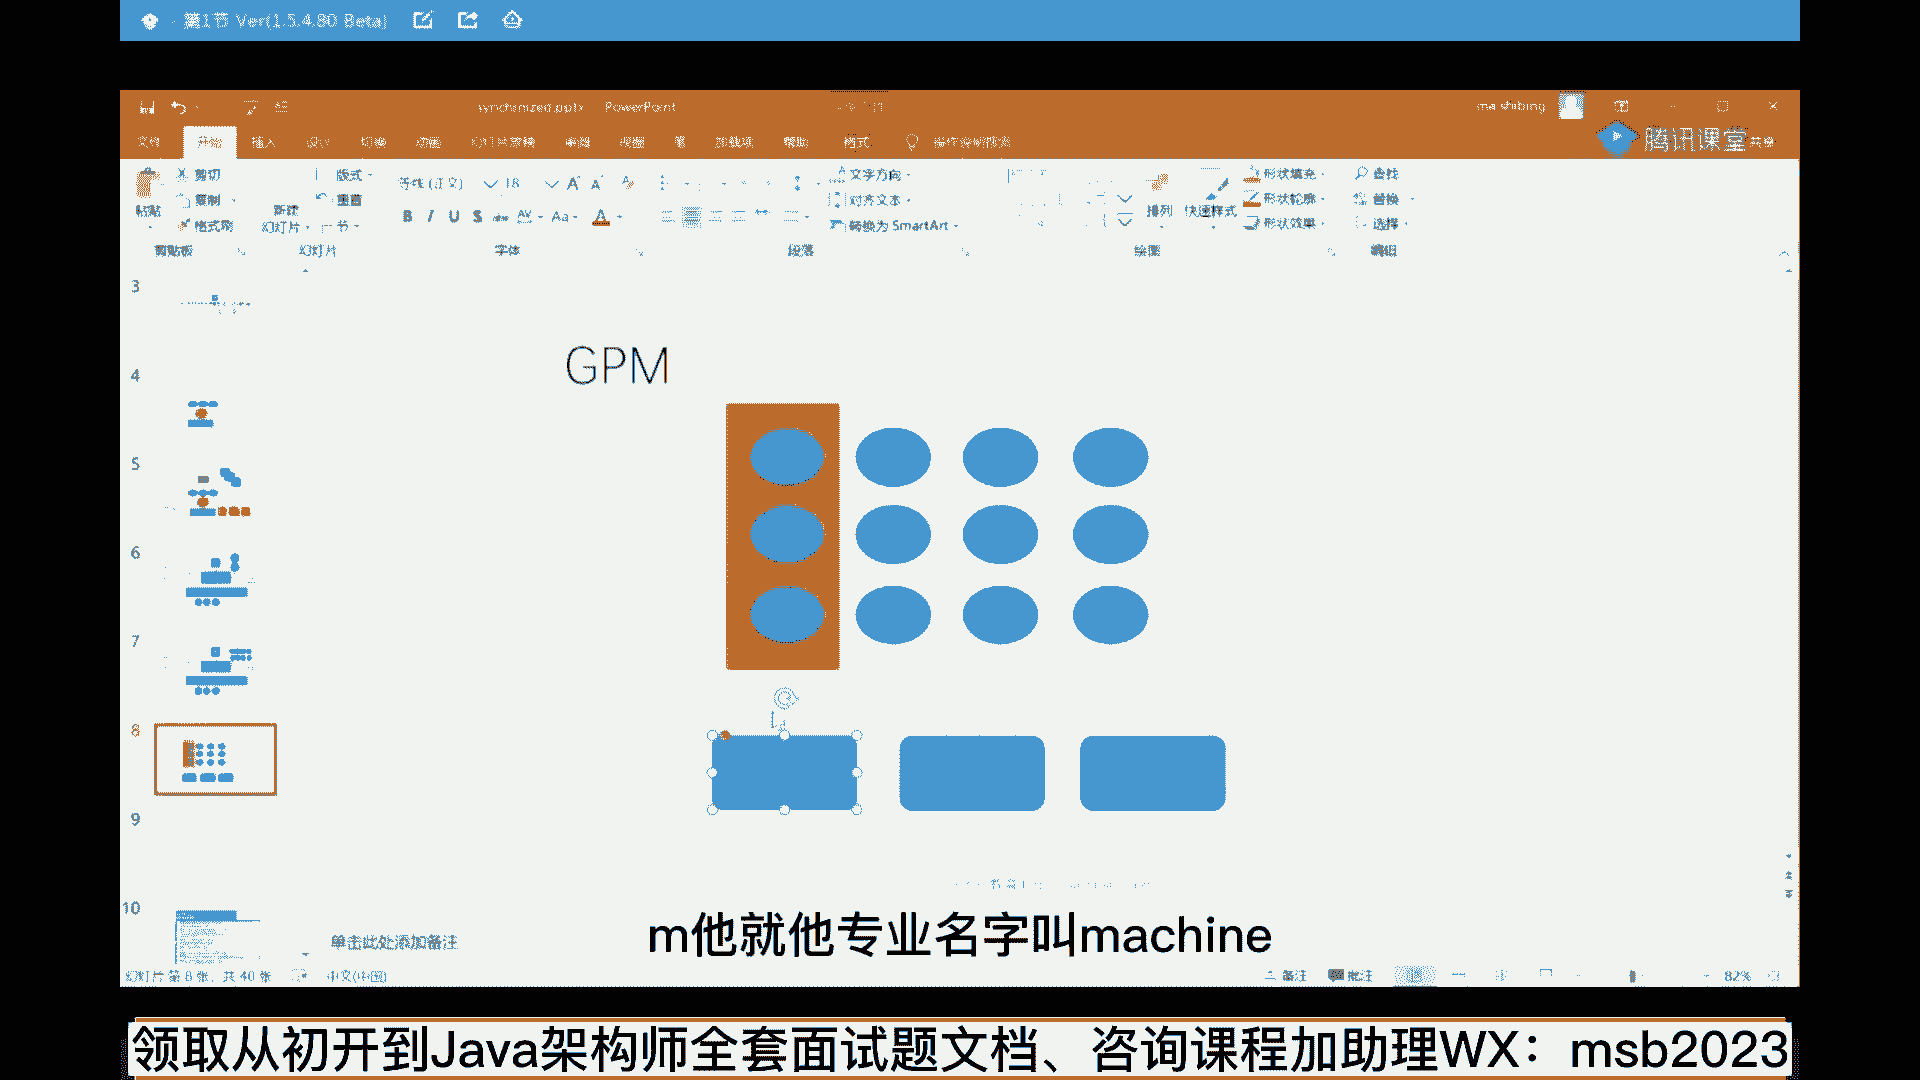 第1节 Ver(1.5.4.80 Beta)
synchronized.pptx - PowerPoint
ma shibing
文件 开始 插入 设计 切换 动画 幻灯片放映 审阅 视图 笔 加载项 帮助 格式 操作说明搜索 共享
腾讯课堂
剪切 版式 等线 (正文) 18 文字方向 形状填充 查找
粘贴 复制 新建 重置 对齐文本 排列 快速样式 形状轮廓 替换
格式刷 幻灯片 节 B I U S abc AV Aa A 转换为 SmartArt 形状效果 选择
剪贴板 幻灯片 字体 段落 绘图 编辑
3
4
5
6
7
8
9
10
GPM
单击此处添加备注
m他就他专业名字叫machine
幻灯片 第 8 张，共 40 张 中文(中国) 备注 批注 82%
领取从初开到Java架构师全套面试题文档、咨询课程加助理WX：msb2023